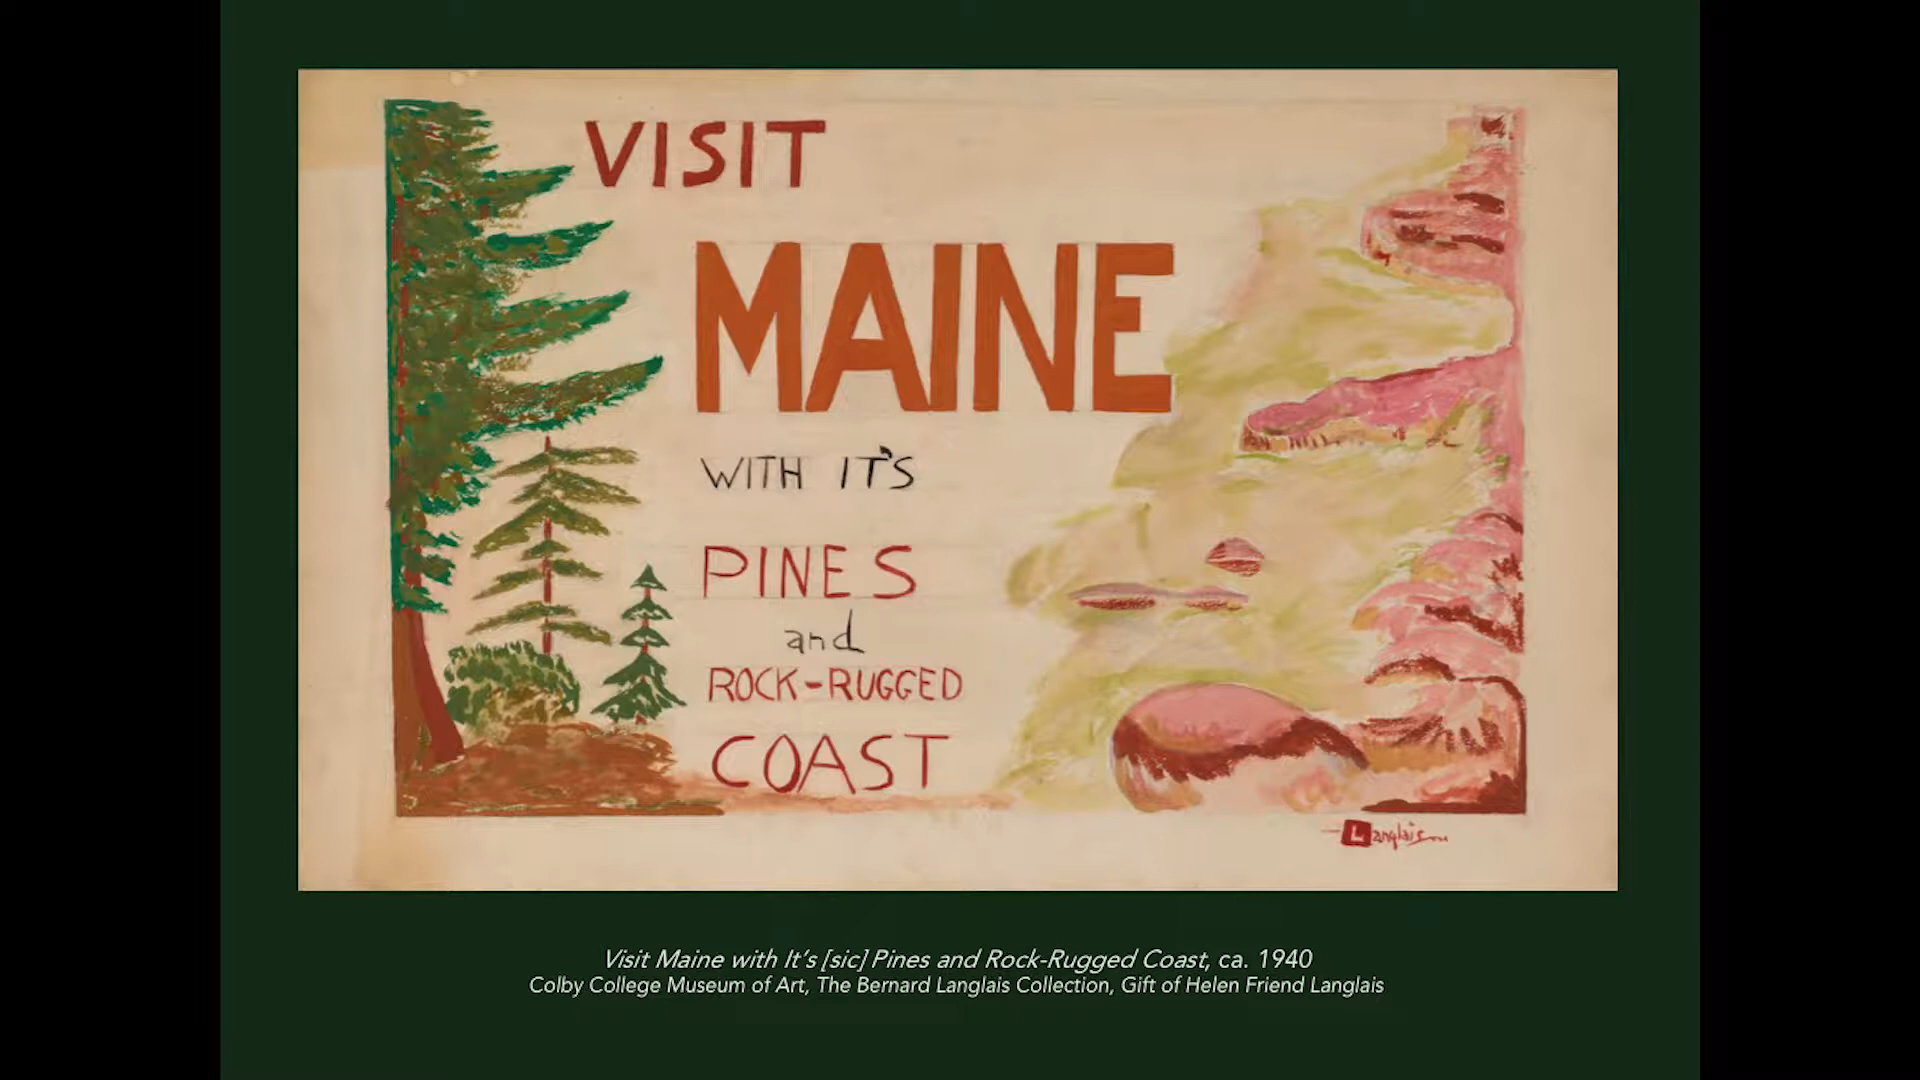 VISIT
MAINE
WITH IT'S
PINES
and
ROCK-RUGGED
COAST
Langlais
Visit Maine with It's [sic] Pines and Rock-Rugged Coast, ca. 1940
Colby College Museum of Art, The Bernard Langlais Collection, Gift of Helen Friend Langlais